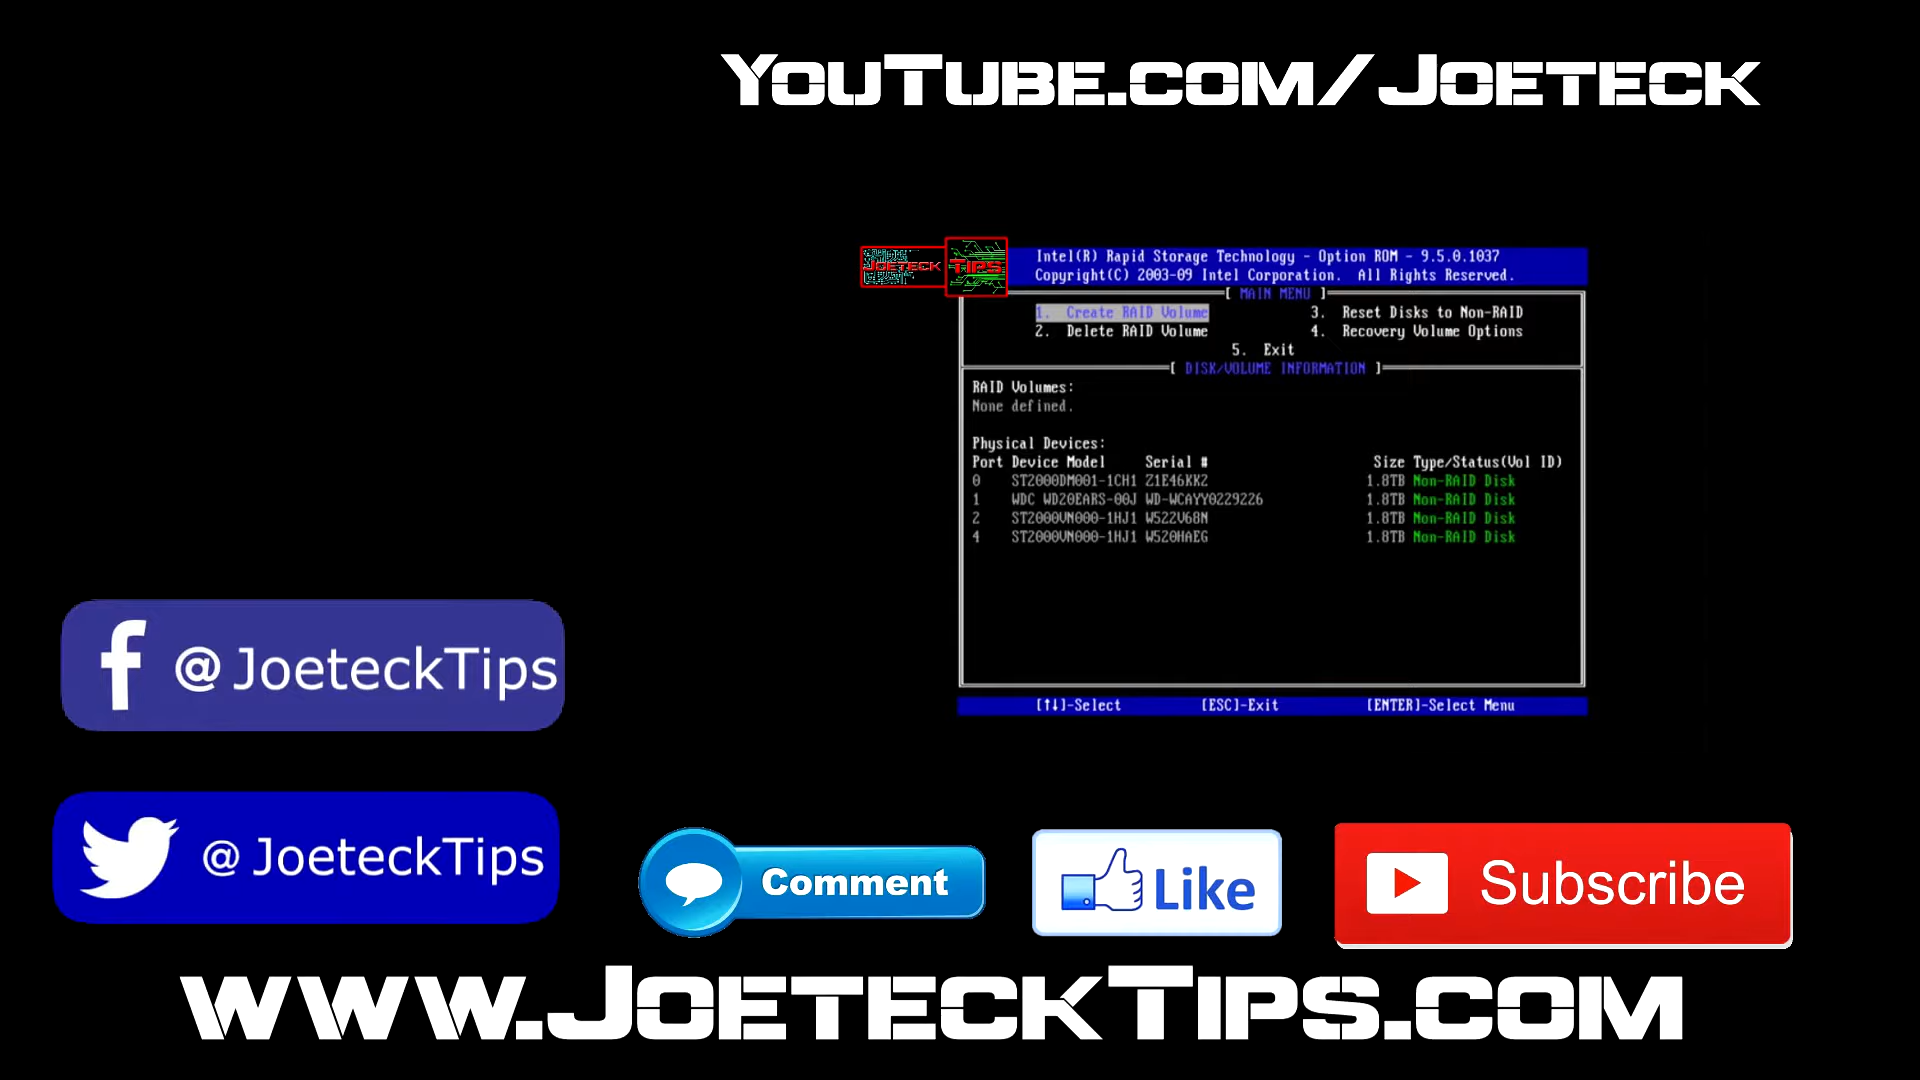 YouTube.com/Joeteck
JOETECK TIPS
Intel(R) Rapid Storage Technology - Option ROM - 9.5.0.1037
Copyright(C) 2003-09 Intel Corporation. All Rights Reserved.
[ MAIN MENU ]
1. Create RAID Volume 3. Reset Disks to Non-RAID
2. Delete RAID Volume 4. Recovery Volume Options
5. Exit
[ DISK/VOLUME INFORMATION ]
RAID Volumes:
None defined.
Physical Devices:
Port Device Model Serial # Size Type/Status(Vol ID)
0 ST2000DM001-1CH1 Z1E46KKZ 1.8TB Non-RAID Disk
1 WDC WD20EARS-00J WD-WCAYY0229226 1.8TB Non-RAID Disk
2 ST2000VN000-1HJ1 W522V68N 1.8TB Non-RAID Disk
4 ST2000VN000-1HJ1 W520HAEG 1.8TB Non-RAID Disk
[↑↓]-Select [ESC]-Exit [ENTER]-Select Menu
f @JoeteckTips
@JoeteckTips
Comment
Like
Subscribe
www.JoeteckTips.com